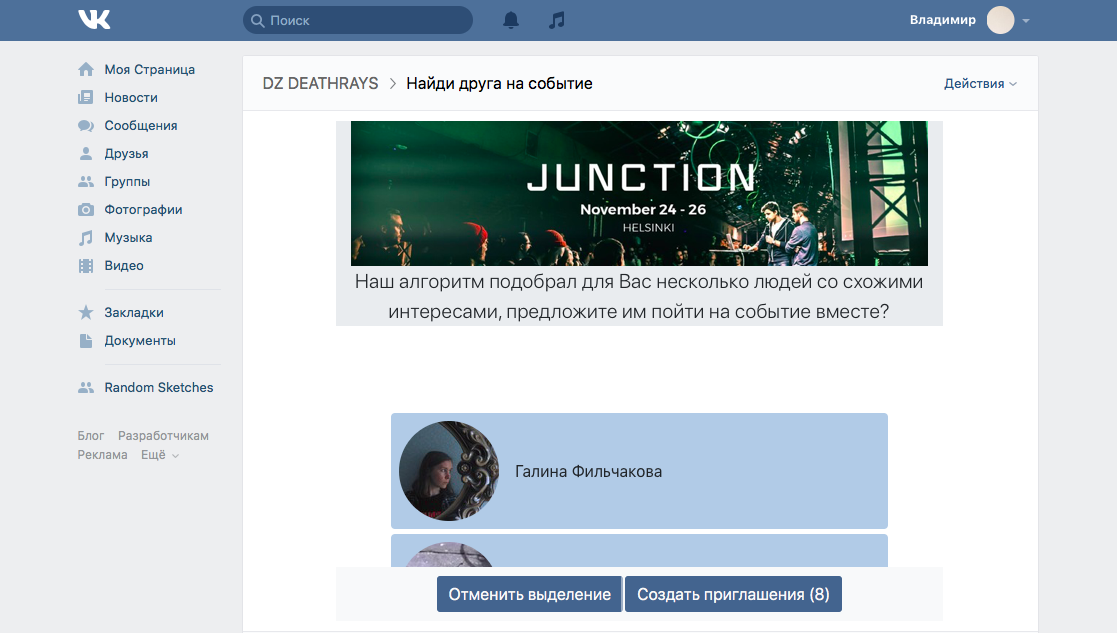 Поиск
Владимир
Моя Страница
Новости
Сообщения
Друзья
Группы
Фотографии
Музыка
Видео
Закладки
Документы
Random Sketches
Блог Разработчикам
Реклама Ещё
DZ DEATHRAYS > Найди друга на событие
Действия
JUNCTION
November 24 - 26
HELSINKI
Наш алгоритм подобрал для Вас несколько людей со схожими
интересами, предложите им пойти на событие вместе?
Галина Фильчакова
Отменить выделение
Создать приглашения (8)